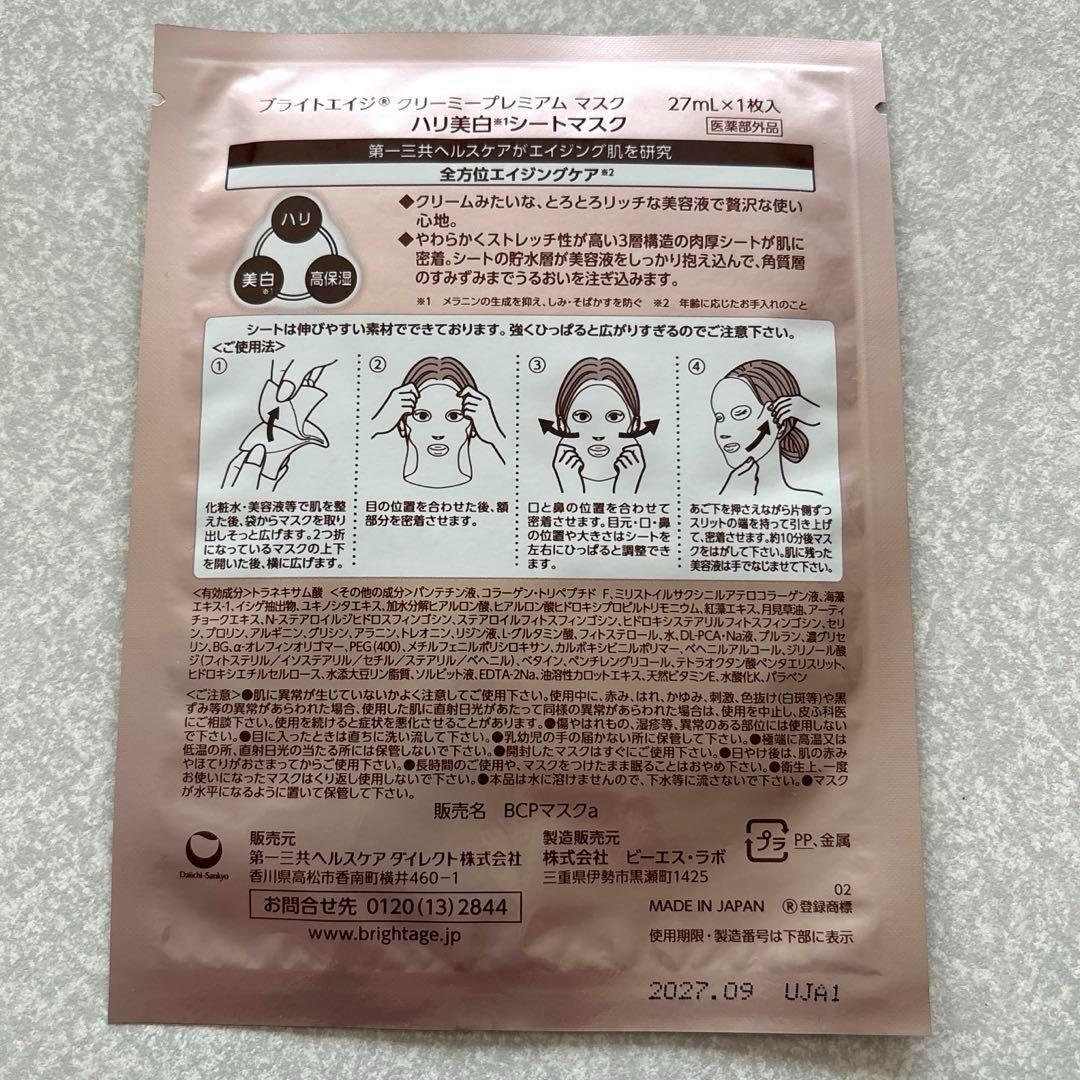 ブライトエイジ® クリーミープレミアム マスク 27mL×1枚入
ハリ美白※1シートマスク 医薬部外品
第一三共ヘルスケアがエイジング肌を研究
全方位エイジングケア※2
ハリ
美白※1
高保湿
◆クリームみたいな、とろとろリッチな美容液で贅沢な使い
心地。
◆やわらかくストレッチ性が高い3層構造の肉厚シートが肌に
密着。シートの貯水層が美容液をしっかり抱え込んで、角質層
のすみずみまでうるおいを注ぎ込みます。
※1 メラニンの生成を抑え、しみ・そばかすを防ぐ ※2 年齢に応じたお手入れのこと
シートは伸びやすい素材でできております。強くひっぱると広がりすぎるのでご注意下さい。
<ご使用法>
①
化粧水・美容液等で肌を整
えた後、袋からマスクを取り
出しそっと広げます。2つ折
になっているマスクの上下
を開いた後、横に広げます。
②
目の位置を合わせた後、額
部分を密着させます。
③
口と鼻の位置を合わせて
密着させます。目元・口・鼻
の位置や大きさはシートを
左右にひっぱると調整でき
ます。
④
あご下を押さえながら片側ずつ
スリットの端を持って引き上げ
て、密着させます。約10分後マス
クをはがして下さい。肌に残った
美容液は手でなじませて下さい。
<有効成分>トラネキサム酸 <その他の成分>パンテチン液、コラーゲン・トリペプチド F、ミリストイルサクシニルアテロコラーゲン液、海藻
エキス-1、イシゲ抽出物、ユキノシタエキス、加水分解ヒアルロン酸、ヒアルロン酸ヒドロキシプロピルトリモニウム、紅藻エキス、月見草油、アーティ
チョークエキス、N-ステアロイルジヒドロスフィンゴシン、ステアロイルフィトスフィンゴシン、ヒドロキシステアリルフィトスフィンゴシン、セリ
ン、プロリン、アルギニン、グリシン、アラニン、トレオニン、リジン液、L-グルタミン酸、フィトステロール、水、DL-PCA・Na液、プルラン、濃グリセ
リン、BG、α-オレフィンオリゴマー、PEG(400)、メチルフェニルポリシロキサン、カルボキシビニルポリマー、ベヘニルアルコール、ジリノール酸
ジ(フィトステリル/イソステアリル/セチル/ステアリル/ベヘニル)、ベタイン、ペンチレングリコール、テトラオクタン酸ペンタエリスリット、
ヒドロキシエチルセルロース、水添大豆リン脂質、ソルビット液、EDTA-2Na、油溶性カロットエキス、天然ビタミンE、水酸化K、パラベン
<ご注意>●肌に異常が生じていないかよく注意してご使用下さい。使用中に、赤み、はれ、かゆみ、刺激、色抜け(白斑等)や黒
ずみ等の異常があらわれた場合、使用した肌に直射日光があたって同様の異常があらわれた場合は、使用を中止し、皮ふ科医
にご相談下さい。使用を続けると症状を悪化させることがあります。●傷やはれもの、湿疹等、異常のある部位には使用しない
で下さい。●目に入ったときは直ちに洗い流して下さい。●乳幼児の手の届かない所に保管して下さい。●極端に高温又は
低温の所、直射日光の当たる所には保管しないで下さい。●開封したマスクはすぐにご使用下さい。●日やけ後は、肌の赤み
やほてりがおさまってからご使用下さい。●長時間のご使用や、マスクをつけたまま眠ることはおやめ下さい。●衛生上、一度
お使いになったマスクはくり返し使用しないで下さい。●本品は水に溶けませんので、下水等に流さないで下さい。●マスク
が水平になるように置いて保管して下さい。
販売名 BCPマスクa
Daiichi-Sankyo
販売元
第一三共ヘルスケア ダイレクト株式会社
香川県高松市香南町横井460-1
お問合せ先 0120(13)2844
www.brightage.jp
製造販売元
株式会社 ビーエス・ラボ
三重県伊勢市黒瀬町1425
プラ PP、金属
02
MADE IN JAPAN ®登録商標
使用期限・製造番号は下部に表示
2027.09 UJA1